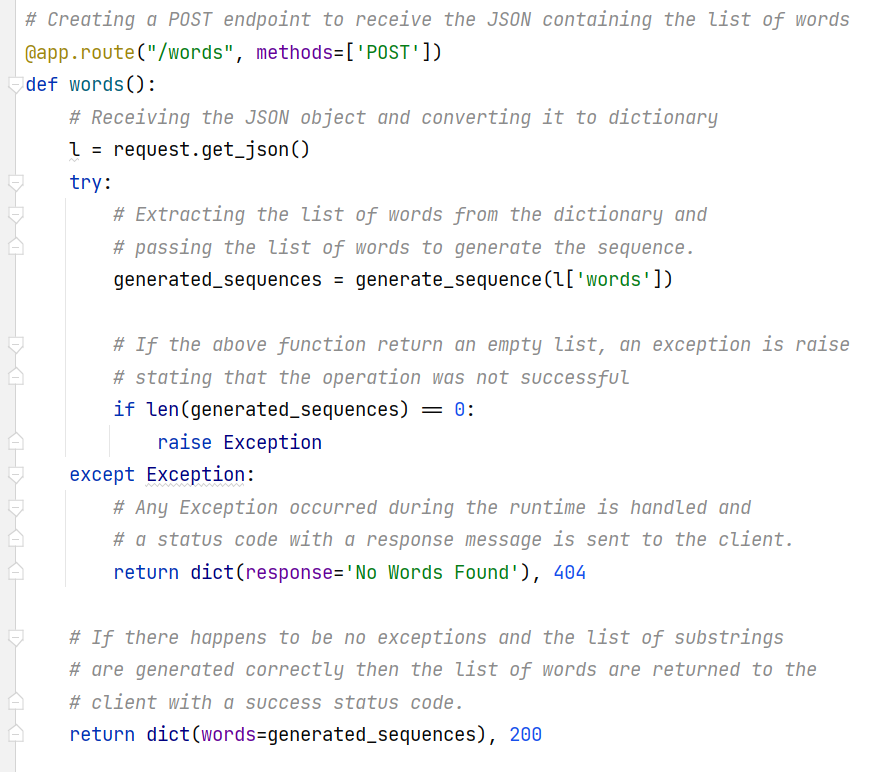 # Creating a POST endpoint to receive the JSON containing the list of words
@app.route("/words", methods=['POST'])
def words():
    # Receiving the JSON object and converting it to dictionary
    l = request.get_json()
    try:
        # Extracting the list of words from the dictionary and
        # passing the list of words to generate the sequence.
        generated_sequences = generate_sequence(l['words'])

        # If the above function return an empty list, an exception is raise
        # stating that the operation was not successful
        if len(generated_sequences) == 0:
            raise Exception
    except Exception:
        # Any Exception occurred during the runtime is handled and
        # a status code with a response message is sent to the client.
        return dict(response='No Words Found'), 404

    # If there happens to be no exceptions and the list of substrings
    # are generated correctly then the list of words are returned to the
    # client with a success status code.
    return dict(words=generated_sequences), 200